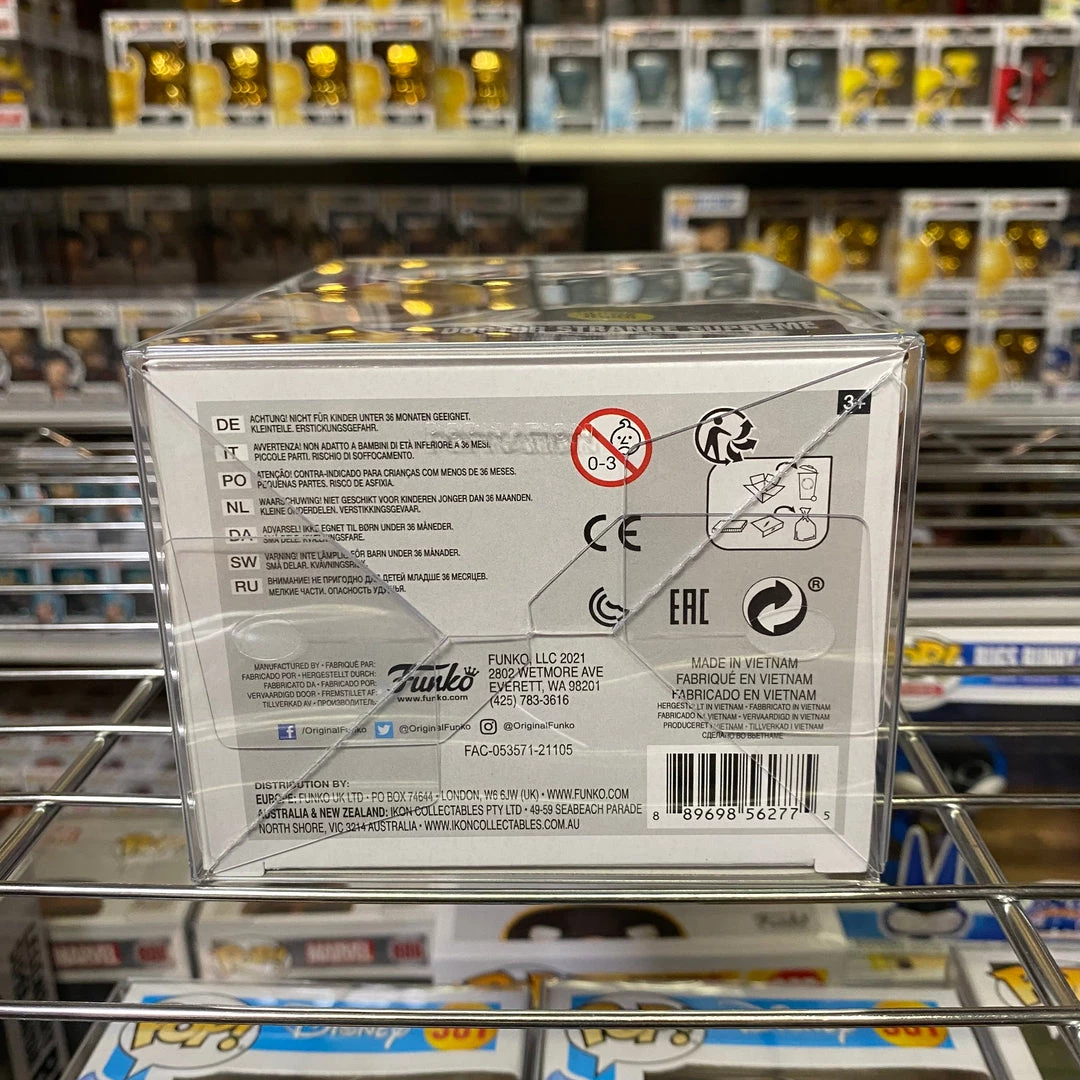 DOCTOR STRANGE SUPREME
3+
DE ACHTUNG! NICHT FÜR KINDER UNTER 36 MONATEN GEEIGNET.
KLEINTEILE. ERSTICKUNGSGEFAHR.
IT AVVERTENZA! NON ADATTO A BAMBINI DI ETÀ INFERIORE A 36 MESI.
PICCOLE PARTI. RISCHIO DI SOFFOCAMENTO.
PO ATENÇÃO! CONTRA-INDICADO PARA CRIANÇAS COM MENOS DE 36 MESES.
PEQUENAS PARTES. RISCO DE ASFIXIA.
NL WAARSCHUWING! NIET GESCHIKT VOOR KINDEREN JONGER DAN 36 MAANDEN.
KLEINE ONDERDELEN. VERSTIKKINGSGEVAAR.
DA ADVARSEL! IKKE EGNET TIL BØRN UNDER 36 MÅNEDER.
SMÅ DELE. KVÆLNINGSFARE.
SW VARNING! INTE LÄMPLIG FÖR BARN UNDER 36 MÅNADER.
SMÅ DELAR. KVÄVNINGSRISK
RU ВНИМАНИЕ! НЕ ПРИГОДНО ДЛЯ ДЕТЕЙ МЛАДШЕ 36 МЕСЯЦЕВ.
МЕЛКИЕ ЧАСТИ. ОПАСНОСТЬ УДУШЬЯ.
0-3
CE
EAC
®
MANUFACTURED BY • FABRIQUÉ PAR:
FABRICADO POR • HERGESTELLT DURCH:
FABBRICATO DA • FABRICADO POR:
VERVAARDIGD DOOR • FREMSTILLET AF:
TILLVERKAD AV • ПРОИЗВОДИТЕЛЬ:
Funko
www.funko.com
FUNKO, LLC 2021
2802 WETMORE AVE
EVERETT, WA 98201
(425) 783-3616
/OriginalFunko @OriginalFunko @OriginalFunko
FAC-053571-21105
MADE IN VIETNAM
FABRIQUÉ EN VIETNAM
FABRICADO EN VIETNAM
HERGESTELLT IN VIETNAM • FABBRICATO IN VIETNAM
FABRICADO NA VIETNAM • VERVAARDIGD IN VIETNAM
PRODUCERET I VIETNAM • TILLVERKAD I VIETNAM
СДЕЛАНО ВО ВЬЕТНАМЕ
DISTRIBUTION BY:
EUROPE: FUNKO UK LTD • PO BOX 74644 • LONDON, W6 6JW (UK) • WWW.FUNKO.COM
AUSTRALIA & NEW ZEALAND: IKON COLLECTABLES PTY LTD • 49-59 SEABEACH PARADE
NORTH SHORE, VIC 3214 AUSTRALIA • WWW.IKONCOLLECTABLES.COM.AU
8 89698 56277 5
MARVEL
MARVEL
POP! DISNEY
POP!